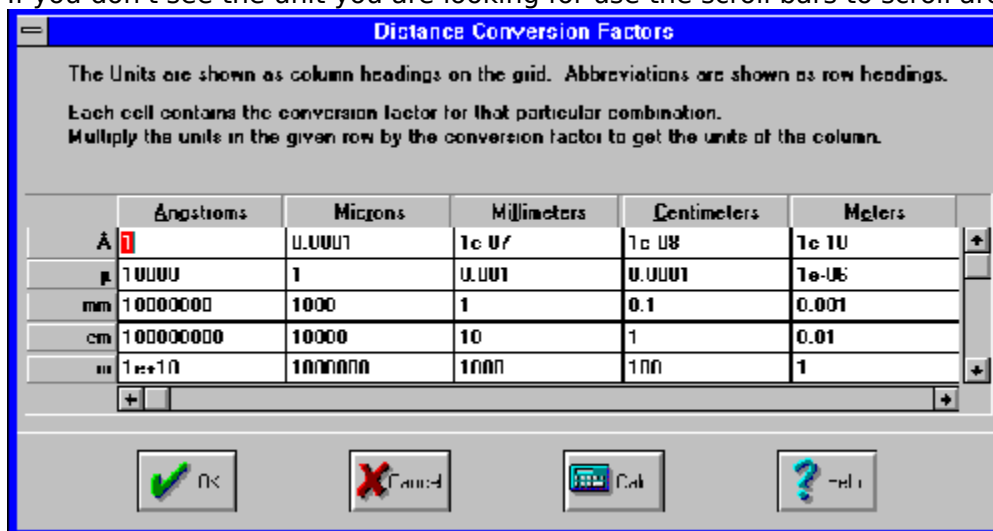 If you don't see the unit you are looking for use the scroll bars to scroll
Distance Conversion Factors
The Units are shown as column headings on the grid. Abbreviations are shown as row headings.
Each cell contains the conversion factor for that particular combination.
Multiply the units in the given row by the conversion factor to get the units of the column.
Angstroms Microns Millimeters Centimeters Meters
Å 1 0.0001 1e-07 1e-08 1e-10
µ 10000 1 0.001 0.0001 1e-06
mm 10000000 1000 1 0.1 0.001
cm 100000000 10000 10 1 0.01
m 1e+10 1000000 1000 100 1
OK Cancel Calc Help